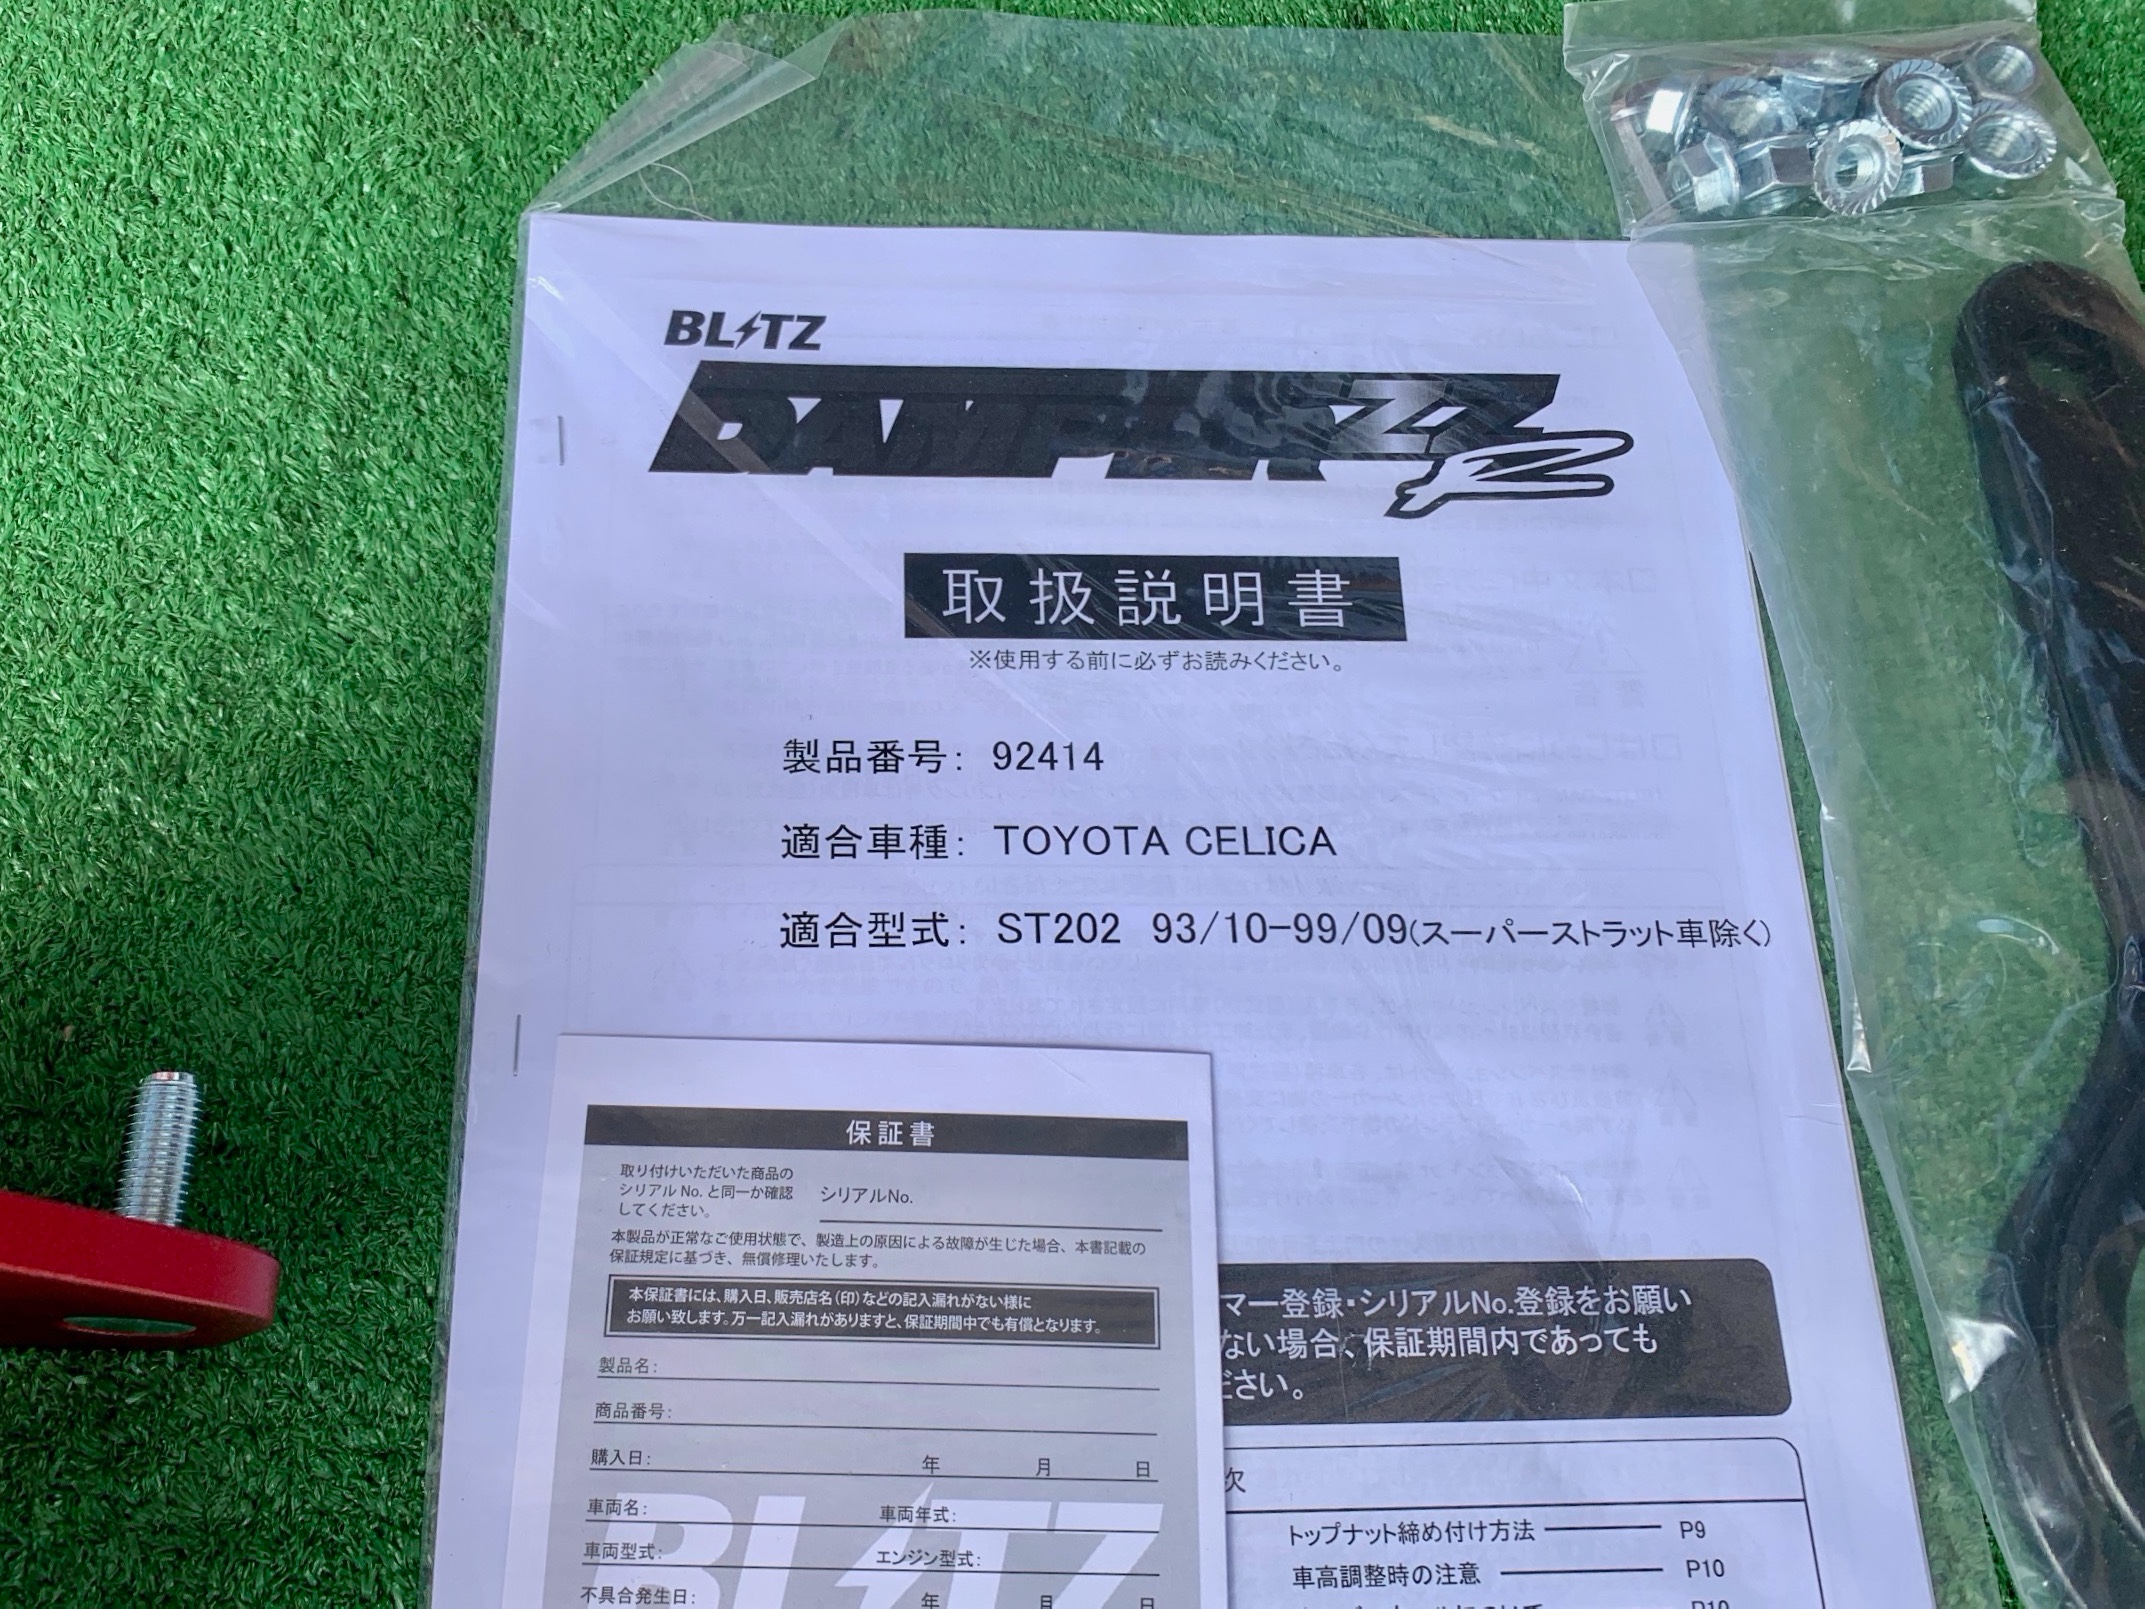 BLITZ
DAMPER ZZ-R
取扱説明書
※使用する前に必ずお読みください。
製品番号： 92414
適合車種： TOYOTA CELICA
適合型式： ST202 93/10-99/09(スーパーストラット車除く)
保証書
取り付けいただいた商品の
シリアル No. と同一か確認
してください。
シリアルNo.
本製品が正常なご使用状態で、製造上の原因による故障が生じた場合、本書記載の
保証規定に基づき、無償修理いたします。
本保証書には、購入日、販売店名(印)などの記入漏れがない様に
お願い致します。万一記入漏れがありますと、保証期間中でも有償となります。
製品名:
商品番号:
購入日: 年 月 日
車両名: 車両年式:
車両型式: エンジン型式:
不具合発生日: 年 月 日
BLITZ
マー登録・シリアルNo.登録をお願い
ない場合、保証期間内であっても
ださい。
次
トップナット締め付け方法 P9
車高調整時の注意 P10
P10